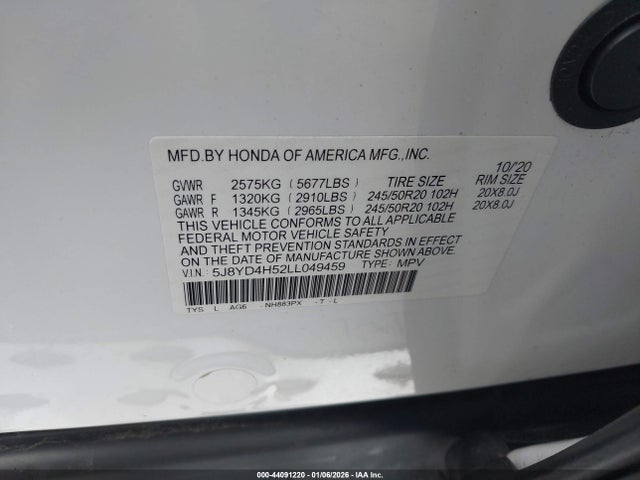 MFD.BY HONDA OF AMERICA MFG.,INC.
10/'20
GVWR 2575KG (5677LBS) TIRE SIZE RIM SIZE
GAWR F 1320KG (2910LBS) 245/50R20 102H 20X8.0J
GAWR R 1345KG (2965LBS) 245/50R20 102H 20X8.0J
THIS VEHICLE CONFORMS TO ALL APPLICABLE
FEDERAL MOTOR VEHICLE SAFETY
AND THEFT PREVENTION STANDARDS IN EFFECT
ON THE DATE OF MANUFACTURE SHOWN ABOVE.
V.I.N.: 5J8YD4H52LL049459 TYPE: MPV
TYS L AG6 -NH883PX -T-L
000-44091220 - 01/06/2026 - IAA Inc.